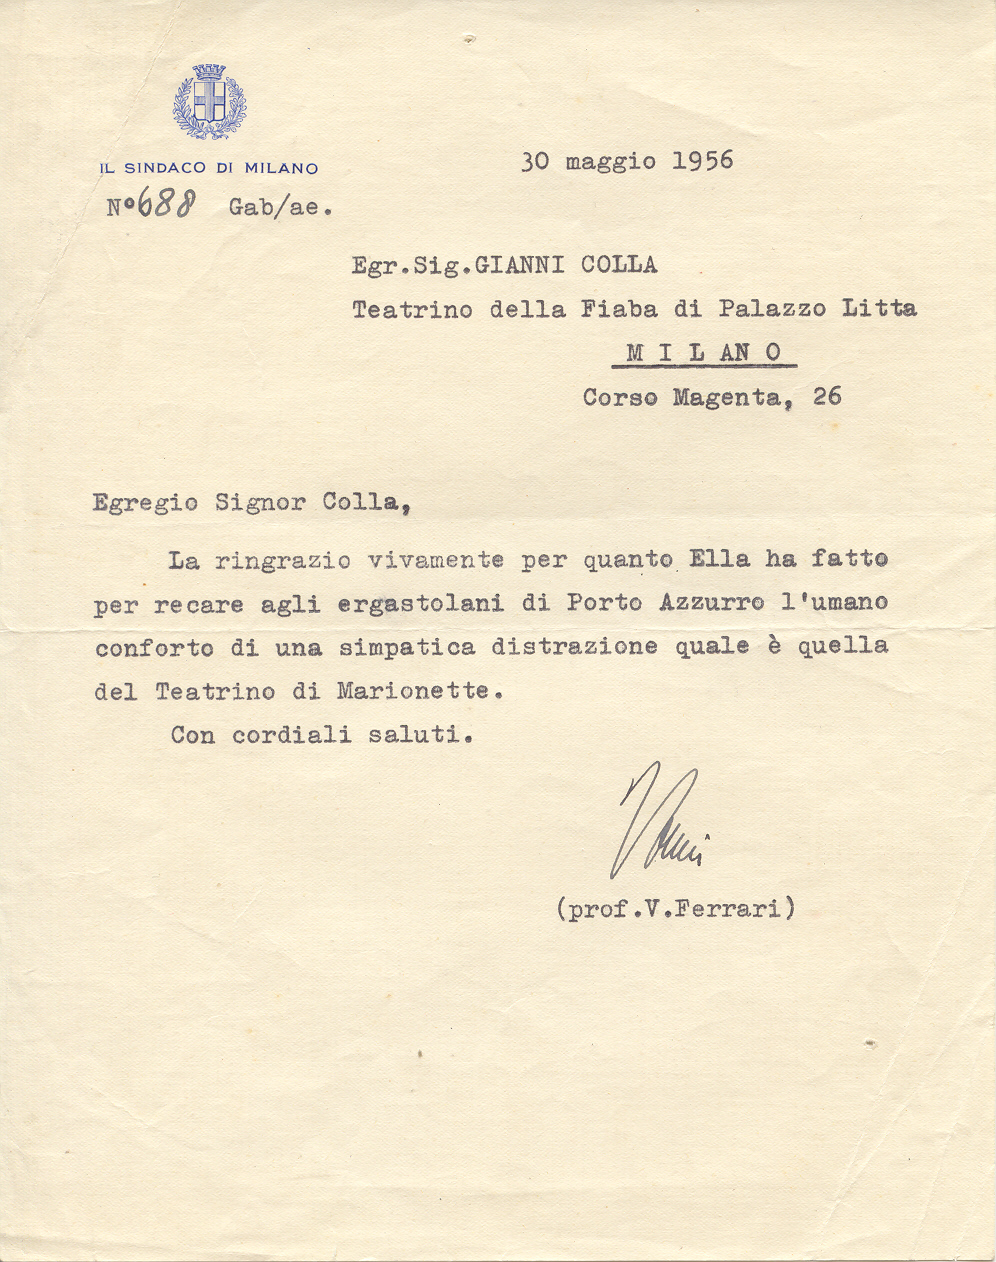 IL SINDACO DI MILANO
30 maggio 1956
N°688 Gab/ae.
Egr.Sig.GIANNI COLLA
Teatrino della Fiaba di Palazzo Litta
M I L AN O
Corso Magenta, 26
Egregio Signor Colla,
La ringrazio vivamente per quanto Ella ha fatto
per recare agli ergastolani di Porto Azzurro l'umano
conforto di una simpatica distrazione quale è quella
del Teatrino di Marionette.
Con cordiali saluti.
(prof.V.Ferrari)